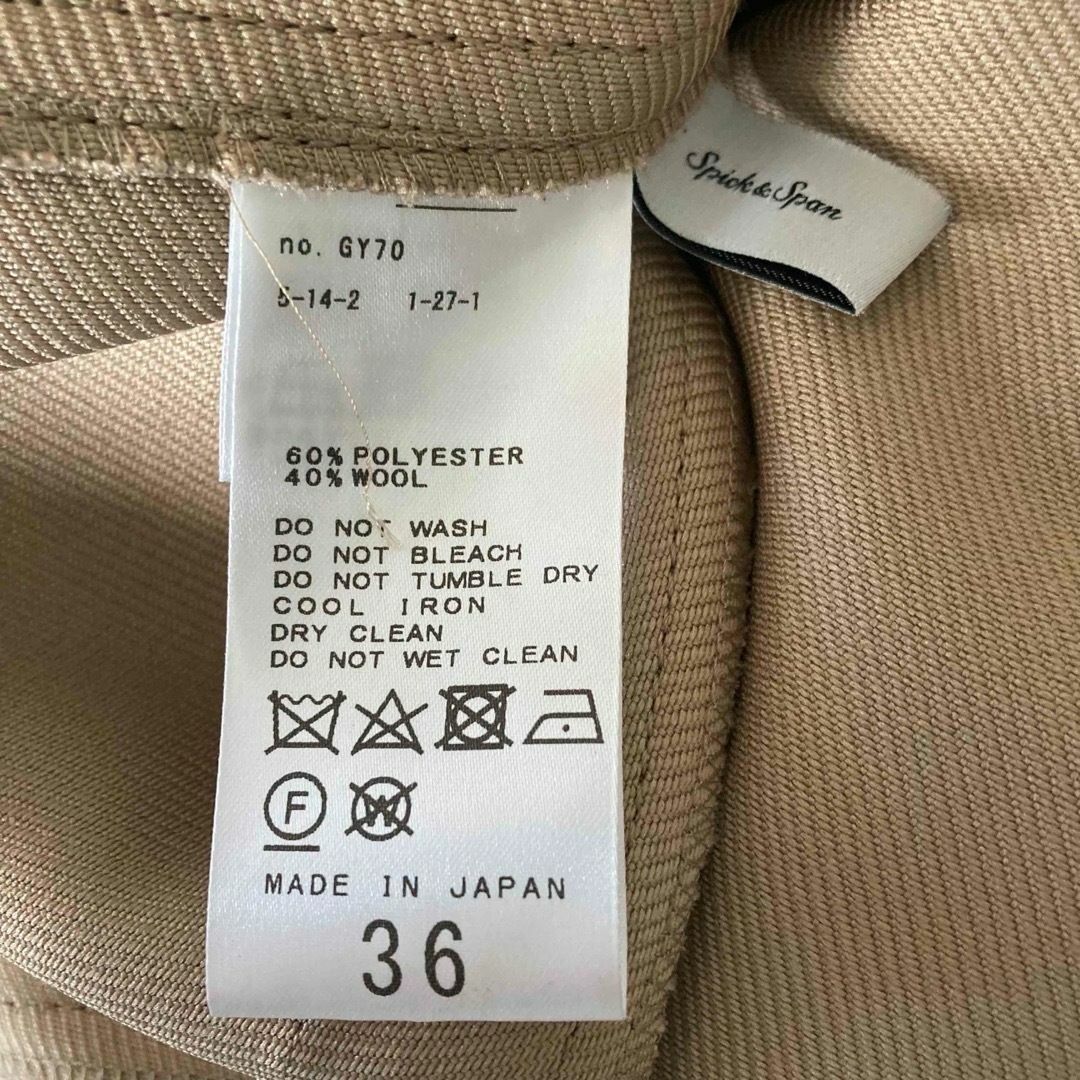 Spick & Span
no. GY70
5-14-2 1-27-1
60% POLYESTER
40% WOOL
DO NOT WASH
DO NOT BLEACH
DO NOT TUMBLE DRY
COOL IRON
DRY CLEAN
DO NOT WET CLEAN
F W
MADE IN JAPAN
36